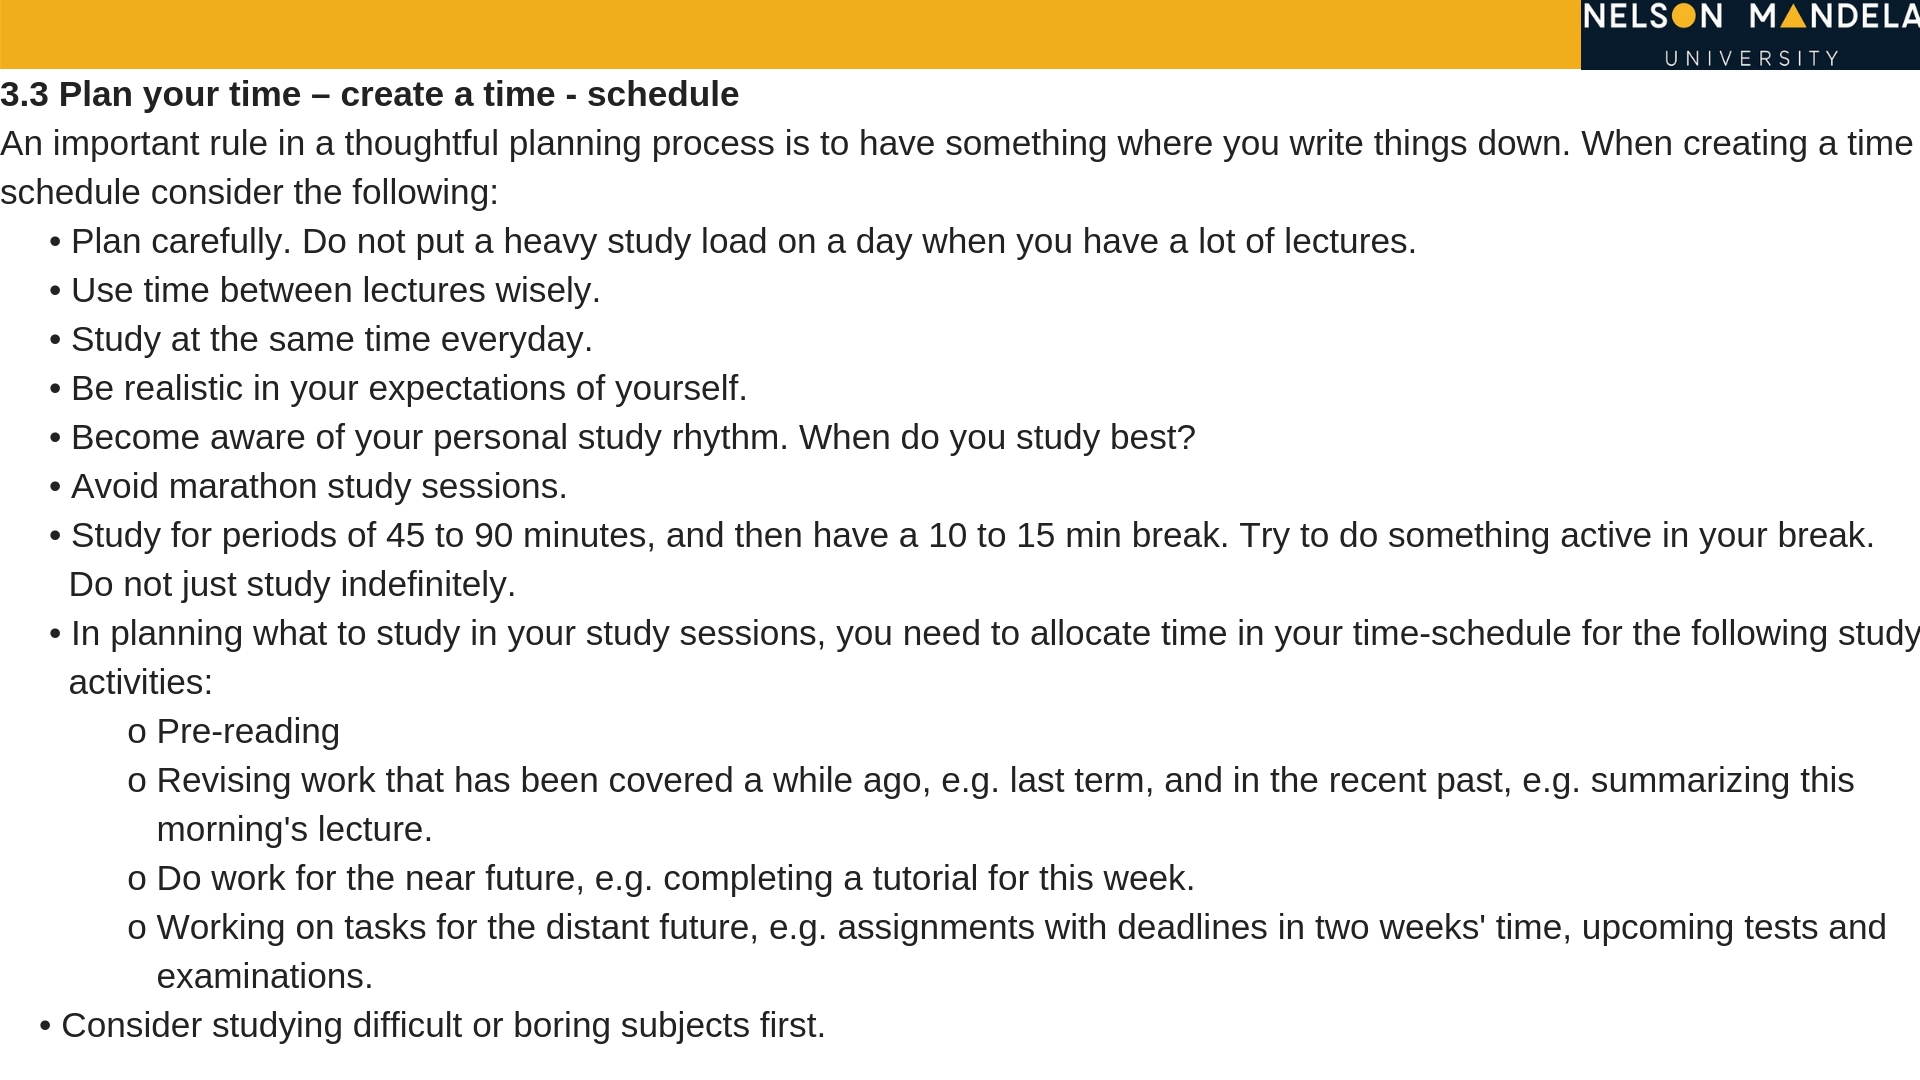 NELSON MANDELA
UNIVERSITY
3.3 Plan your time – create a time - schedule
An important rule in a thoughtful planning process is to have something where you write things down. When creating a time
schedule consider the following:
• Plan carefully. Do not put a heavy study load on a day when you have a lot of lectures.
• Use time between lectures wisely.
• Study at the same time everyday.
• Be realistic in your expectations of yourself.
• Become aware of your personal study rhythm. When do you study best?
• Avoid marathon study sessions.
• Study for periods of 45 to 90 minutes, and then have a 10 to 15 min break. Try to do something active in your break.
Do not just study indefinitely.
• In planning what to study in your study sessions, you need to allocate time in your time-schedule for the following study
activities:
o Pre-reading
o Revising work that has been covered a while ago, e.g. last term, and in the recent past, e.g. summarizing this
morning's lecture.
o Do work for the near future, e.g. completing a tutorial for this week.
o Working on tasks for the distant future, e.g. assignments with deadlines in two weeks' time, upcoming tests and
examinations.
• Consider studying difficult or boring subjects first.